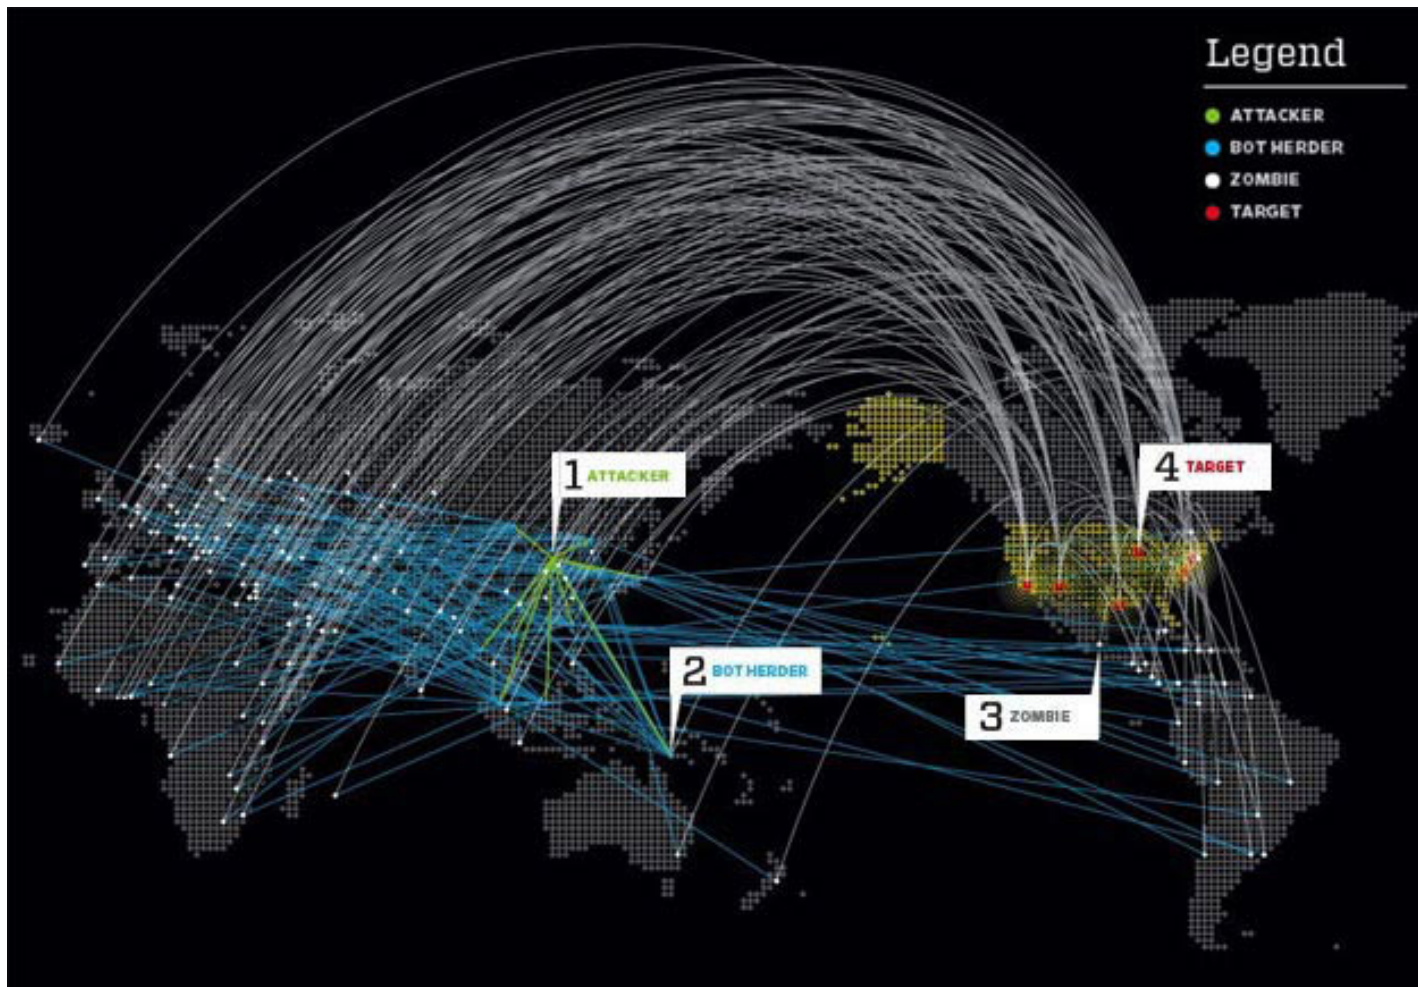 Legend
ATTACKER
BOT HERDER
ZOMBIE
TARGET
1 ATTACKER
4 TARGET
2 BOT HERDER
3 ZOMBIE